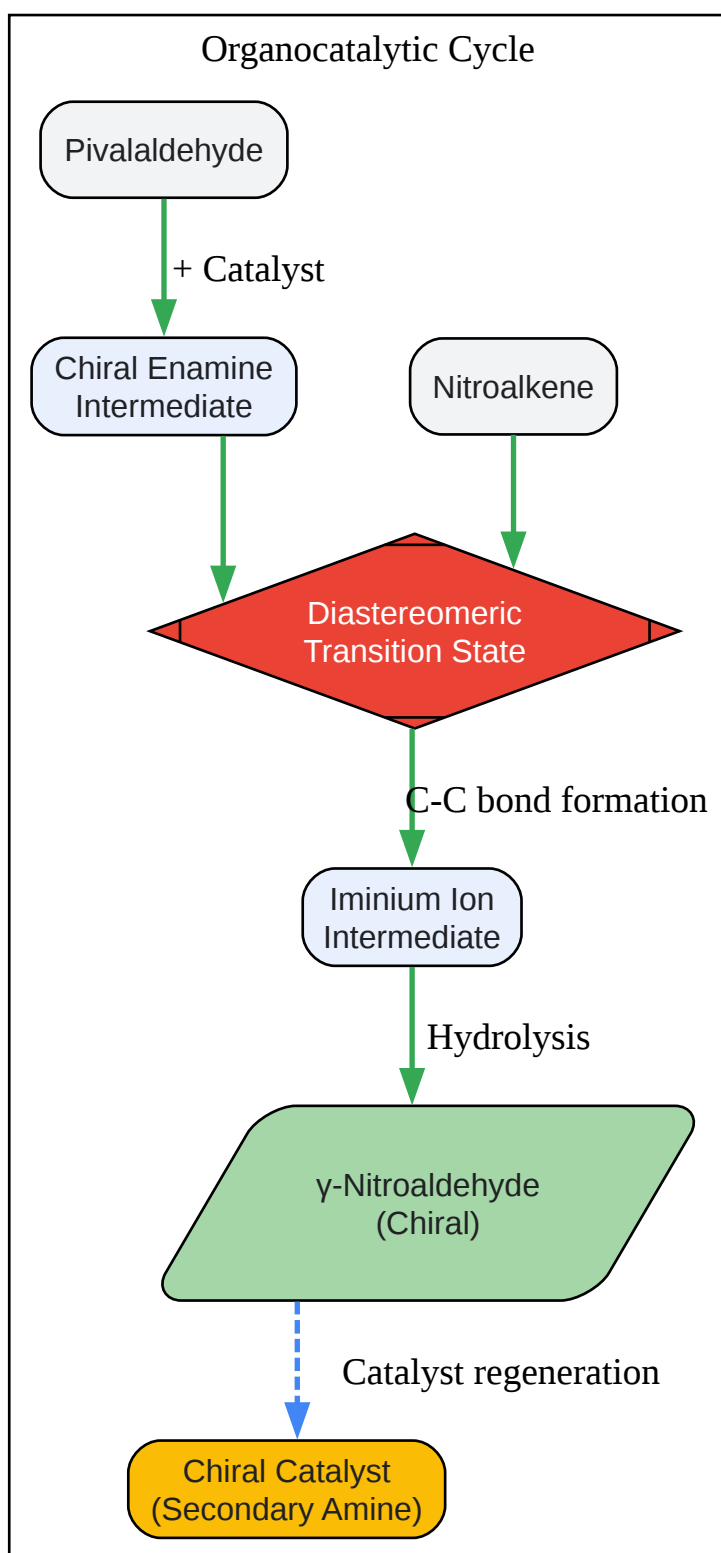 Organocatalytic Cycle
Pivalaldehyde
+ Catalyst
Chiral Enamine
Intermediate
Nitroalkene
Diastereomeric
Transition State
C-C bond formation
Iminium Ion
Intermediate
Hydrolysis
γ-Nitroaldehyde
(Chiral)
Catalyst regeneration
Chiral Catalyst
(Secondary Amine)